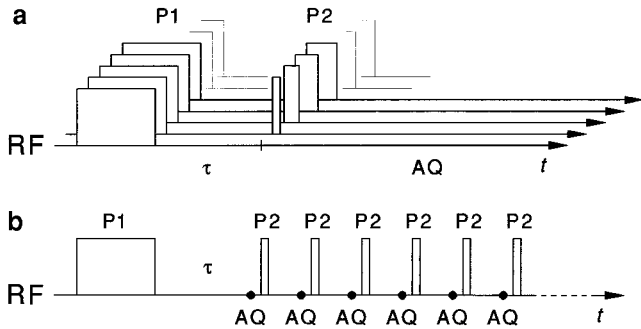 a
P1 P2
RF
τ AQ t
b
P1 P2 P2 P2 P2 P2 P2
τ
RF
AQ AQ AQ AQ AQ AQ t